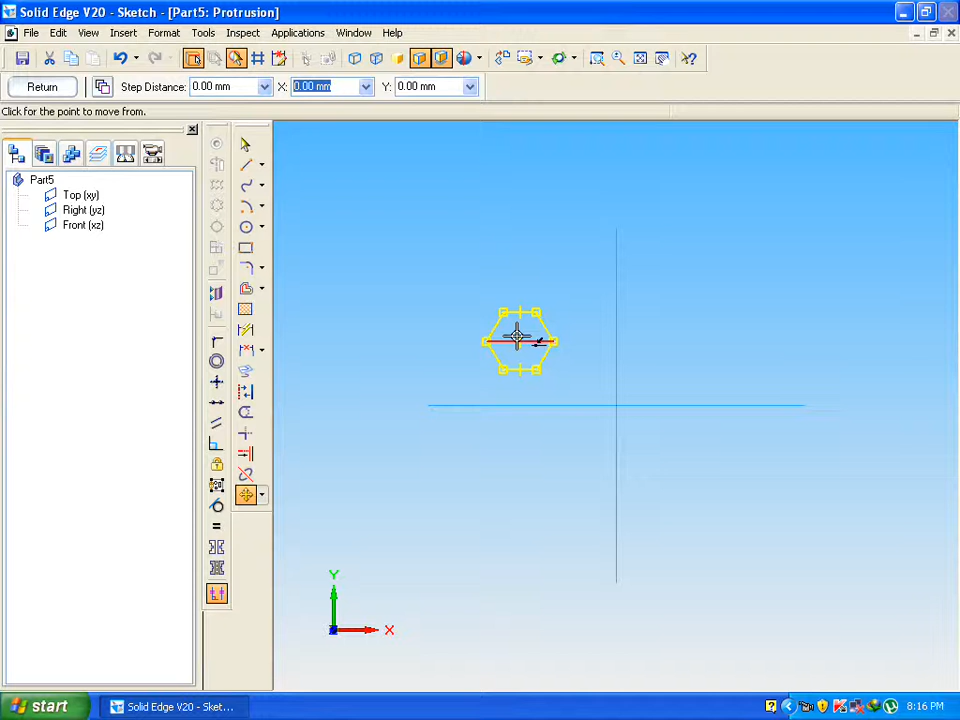 Solid Edge V20 - Sketch - [Part5: Protrusion]
File Edit View Insert Format Tools Inspect Applications Window Help
Return Step Distance: 0.00 mm X: 0.00 mm Y: 0.00 mm
Click for the point to move from.
Part5
Top (xy)
Right (yz)
Front (xz)
Y
X
start Solid Edge V20 - Sket... 8:16 PM